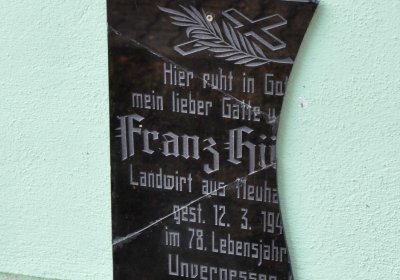 Hier ruht in Got
mein lieber Gatte u
Franz Hü
Landwirt aus Neuha
gest. 12. 3. 194
im 78. Lebensjahr
Unvergessen